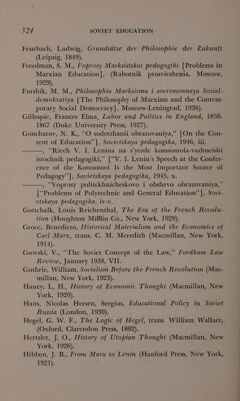 324 SOVIET EDUCATION
Feurbach, Ludwig, Grundsätze der Philosophie der Zukunft
(Leipzig, 1849).
Freedman, S. M., Voprosy Marksistskoi pedagogiki [Problems in
Marxian Education], (Rabotnik prosvieshenia, Moscow,
1929).
Furshik, M. M., Philosophia Marksizma i sovremennaya Sozial-
demokratiya [The Philosophy of Marxism and the Contem-
porary Social Democracy], Moscow-Leningrad, 1936).
Gillespie, Frances Elma, Labor and Politics in England, 1850-
1867 (Duke University Press, 1927).
Goncharov, N. K., "O soderzhanii obrazovaniya," [On the Con-
tent of Education"], Sovietskaya pedagogika, 1946, iii.
——, "Riech V. I. Lenina na s'yezde komsomola-vazhneishi
istochnik pedagogiki," ["V. I. Lenin's Speech at the Confer-
ence of the Komsomol Is the Most Important Source of
Pedagogy"], Sovietskaya pedagogika, 1945, x.
——, "Voprosy politikhnicheskovo i obshevo obrazovaniya,"
["Problems of Polytechnic and General Education"], Sovi-
etskaya pedagogika, iv-v,
Gottchalk, Louis Reichenthal, The Era of the French Revolu-
tion (Houghton Mifflin Co., New York, 1929).
Groce, Benedicto, Historical Materialism and the Economics of
Carl Marx, trans. C. M. Meredith (Macmillan, New York,
1914).
Gsovski, V., "The Soviet Concept of the Law," Fordham Law
Review, January 1938, VII.
Guthrie, William, Socialism Before the French Revolution (Mac-
millan, New York, 1923).
Haney, L. H., History of Economic Thought (Macmillan, New
York, 1920).
Hans, Nicolas Hersen, Sergius, Educational Policy in Soviet
Russia (London, 1930).
Hegel, G. W. F., The Logic of Hegel, trans. William Wallace,
(Oxford, Clarendon Press, 1892).
Hertzler, J. O., History of Utopian Thought (Macmillan, New
York, 1926).
Hibben, J. B., From Marx to Lenin (Hanford Press, New York,
1921).